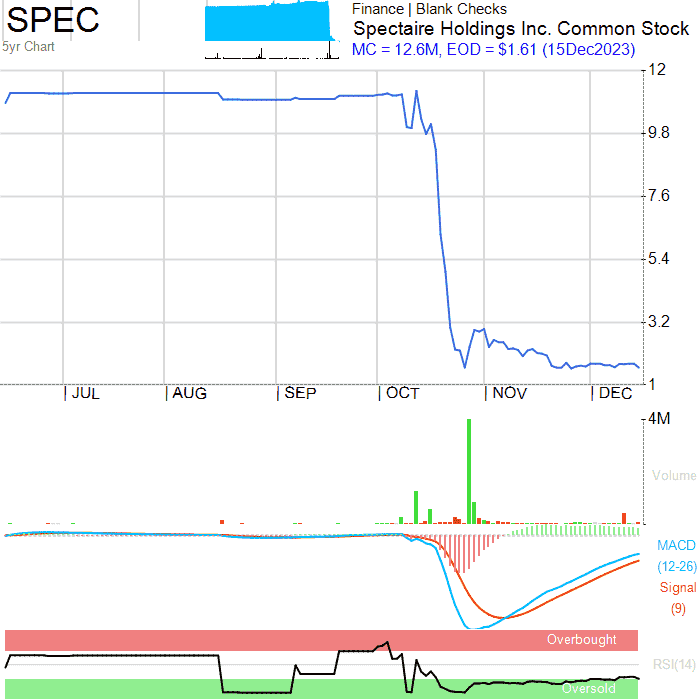 SPEC
5yr Chart
Finance | Blank Checks
Spectaire Holdings Inc. Common Stock
MC = 12.6M, EOD = $1.61 (15Dec2023)
12
9.8
7.6
5.4
3.2
1
JUL AUG SEP OCT NOV DEC
4M
Volume
MACD
(12-26)
Signal
(9)
Overbought
RSI(14)
Oversold